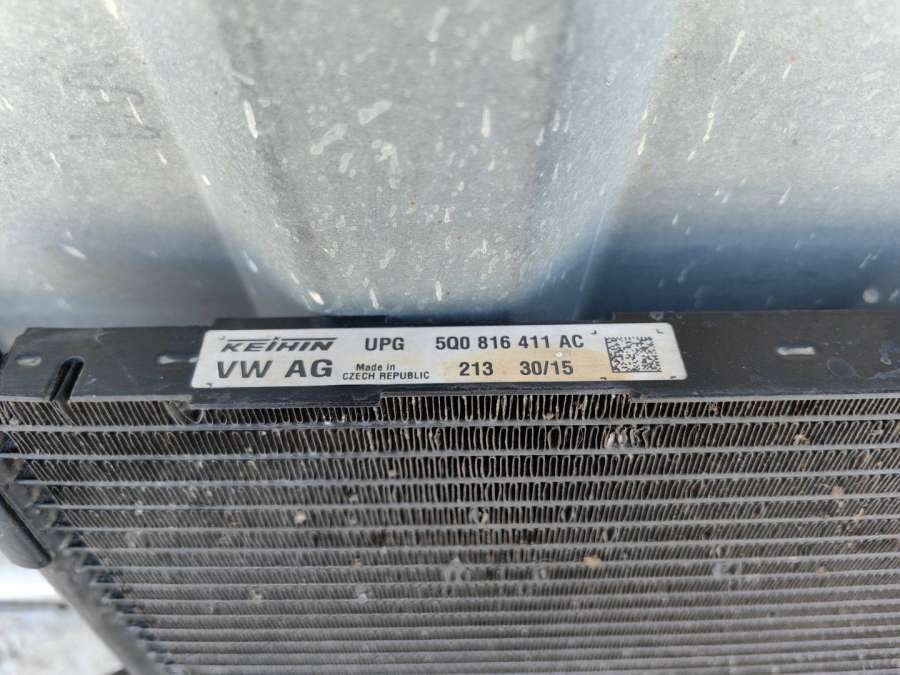 KEIHIN UPG 5Q0 816 411 AC
VW AG Made in CZECH REPUBLIC 213 30/15